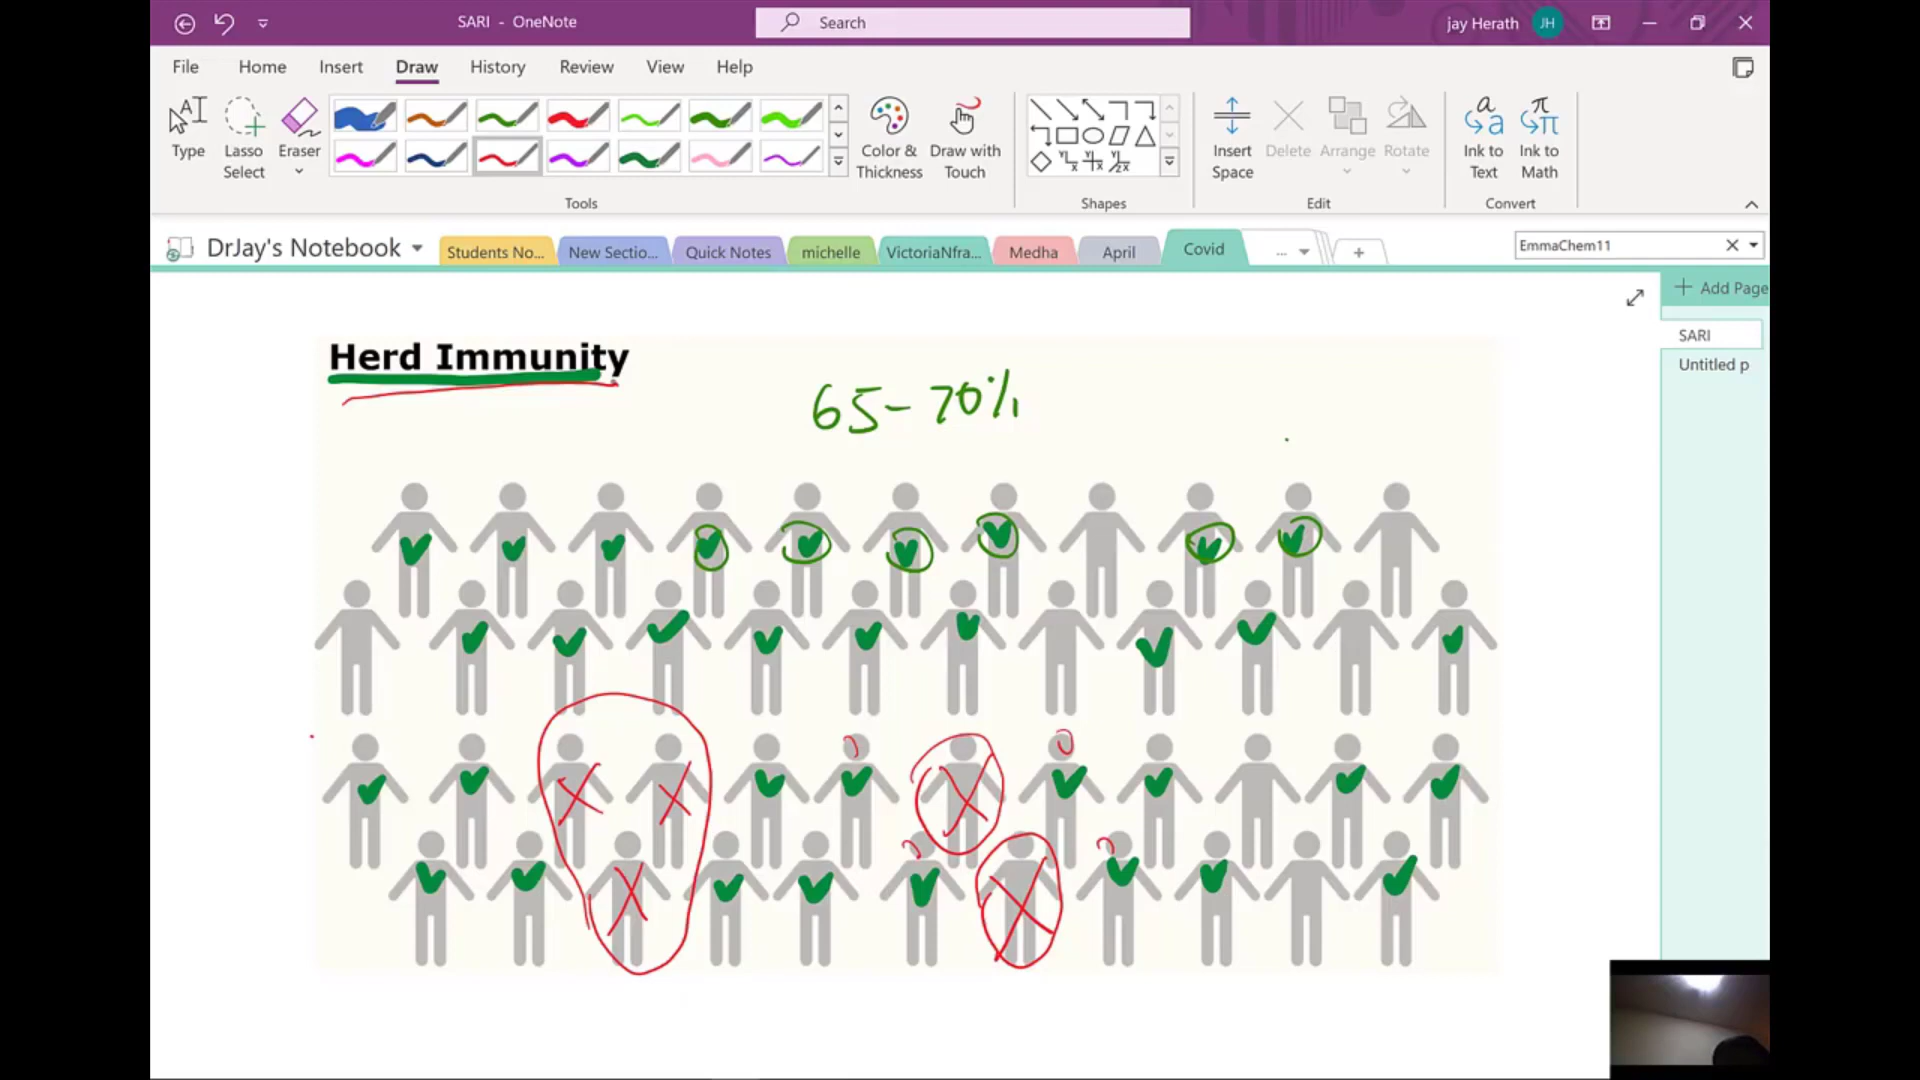 SARI - OneNote
Search
jay Herath
JH
File Home Insert Draw History Review View Help
Type
Lasso Select
Eraser
Color & Thickness
Draw with Touch
Insert Space
Delete
Arrange
Rotate
Ink to Text
Ink to Math
Tools
Shapes
Edit
Convert
DrJay's Notebook
Students No...
New Sectio...
Quick Notes
michelle
VictoriaNfra...
Medha
April
Covid
...
EmmaChem11
Add Page
SARI
Untitled p
Herd Immunity
65-70%